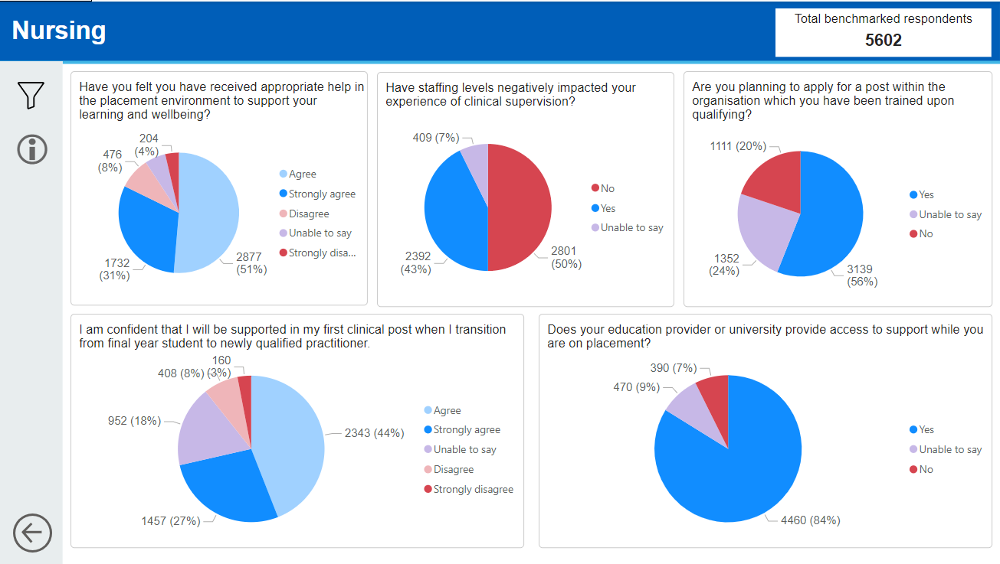 Nursing
Total benchmarked respondents
5602
Have you felt you have received appropriate help in
the placement environment to support your
learning and wellbeing?
204
(4%)
476
(8%)
1732
(31%)
2877
(51%)
Agree
Strongly agree
Disagree
Unable to say
Strongly disa...
Have staffing levels negatively impacted your
experience of clinical supervision?
409 (7%)
2392
(43%)
2801
(50%)
No
Yes
Unable to say
Are you planning to apply for a post within the
organisation which you have been trained upon
qualifying?
1111 (20%)
1352
(24%)
3139
(56%)
Yes
Unable to say
No
I am confident that I will be supported in my first clinical post when I transition
from final year student to newly qualified practitioner.
160
(3%)
408 (8%)
952 (18%)
2343 (44%)
1457 (27%)
Agree
Strongly agree
Unable to say
Disagree
Strongly disagree
Does your education provider or university provide access to support while you
are on placement?
390 (7%)
470 (9%)
4460 (84%)
Yes
Unable to say
No